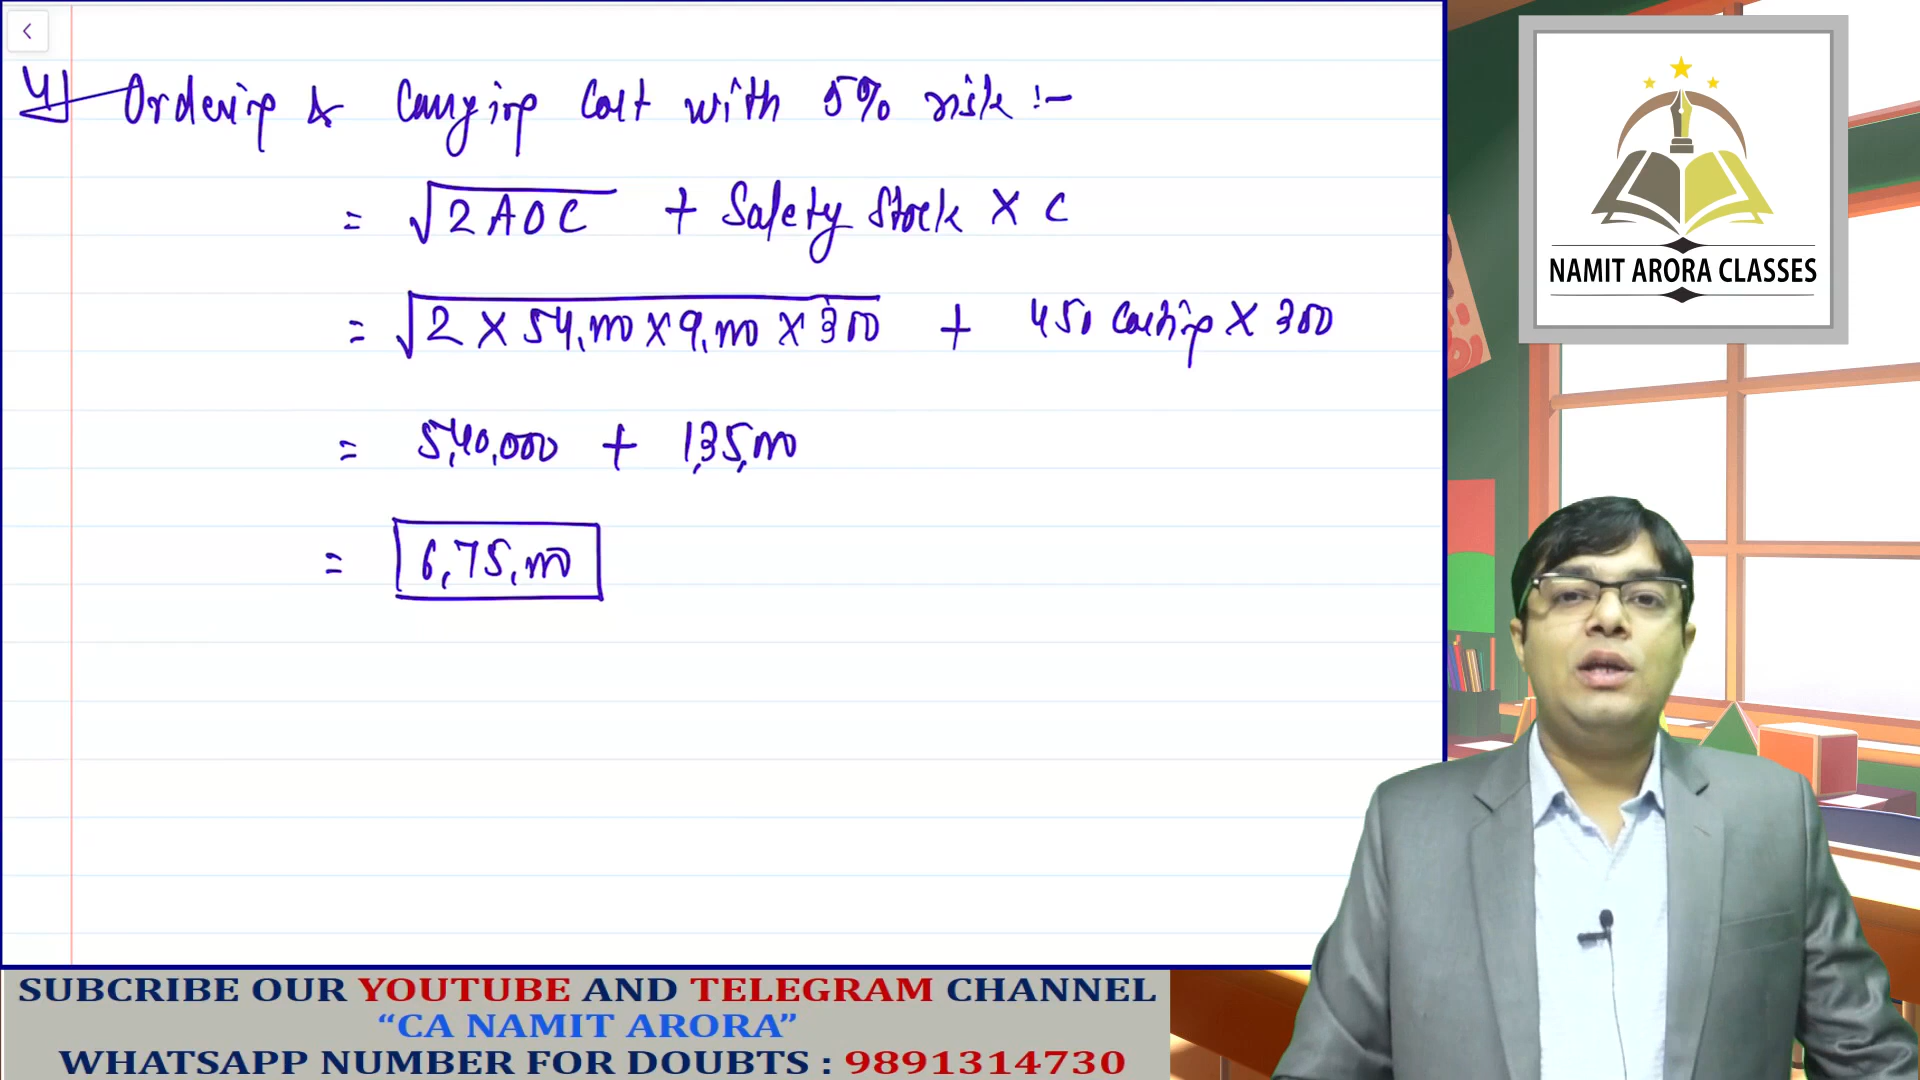 4) Ordering & Carrying Cost with 5% risk :-
= √2AOC + Safety Stock × C
= √2 × 54,000 × 9,000 × 300 + 450 Casting × 300
= 5,40,000 + 1,35,000
= 6,75,000
NAMIT ARORA CLASSES
SUBCRIBE OUR YOUTUBE AND TELEGRAM CHANNEL
“CA NAMIT ARORA”
WHATSAPP NUMBER FOR DOUBTS : 9891314730